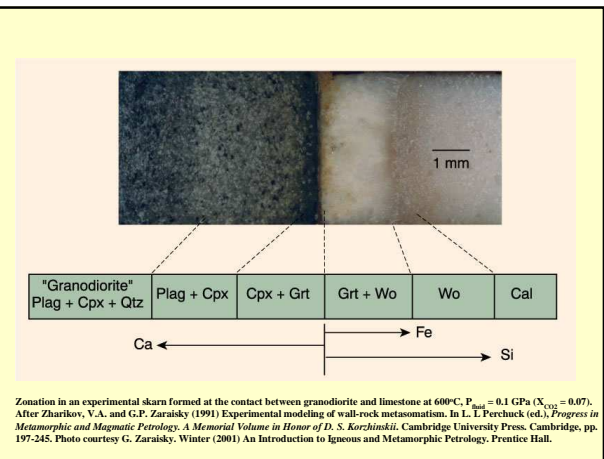 1 mm
"Granodiorite"
Plag + Cpx + Qtz
Plag + Cpx
Cpx + Grt
Grt + Wo
Wo
Cal
Ca
Fe
Si
Zonation in an experimental skarn formed at the contact between granodiorite and limestone at 600°C, Pfluid = 0.1 GPa (XCO2 = 0.07).
After Zharikov, V.A. and G.P. Zaraisky (1991) Experimental modeling of wall-rock metasomatism. In L. I. Perchuck (ed.), Progress in
Metamorphic and Magmatic Petrology. A Memorial Volume in Honor of D. S. Korzhinskii. Cambridge University Press. Cambridge, pp.
197-245. Photo courtesy G. Zaraisky. Winter (2001) An Introduction to Igneous and Metamorphic Petrology. Prentice Hall.